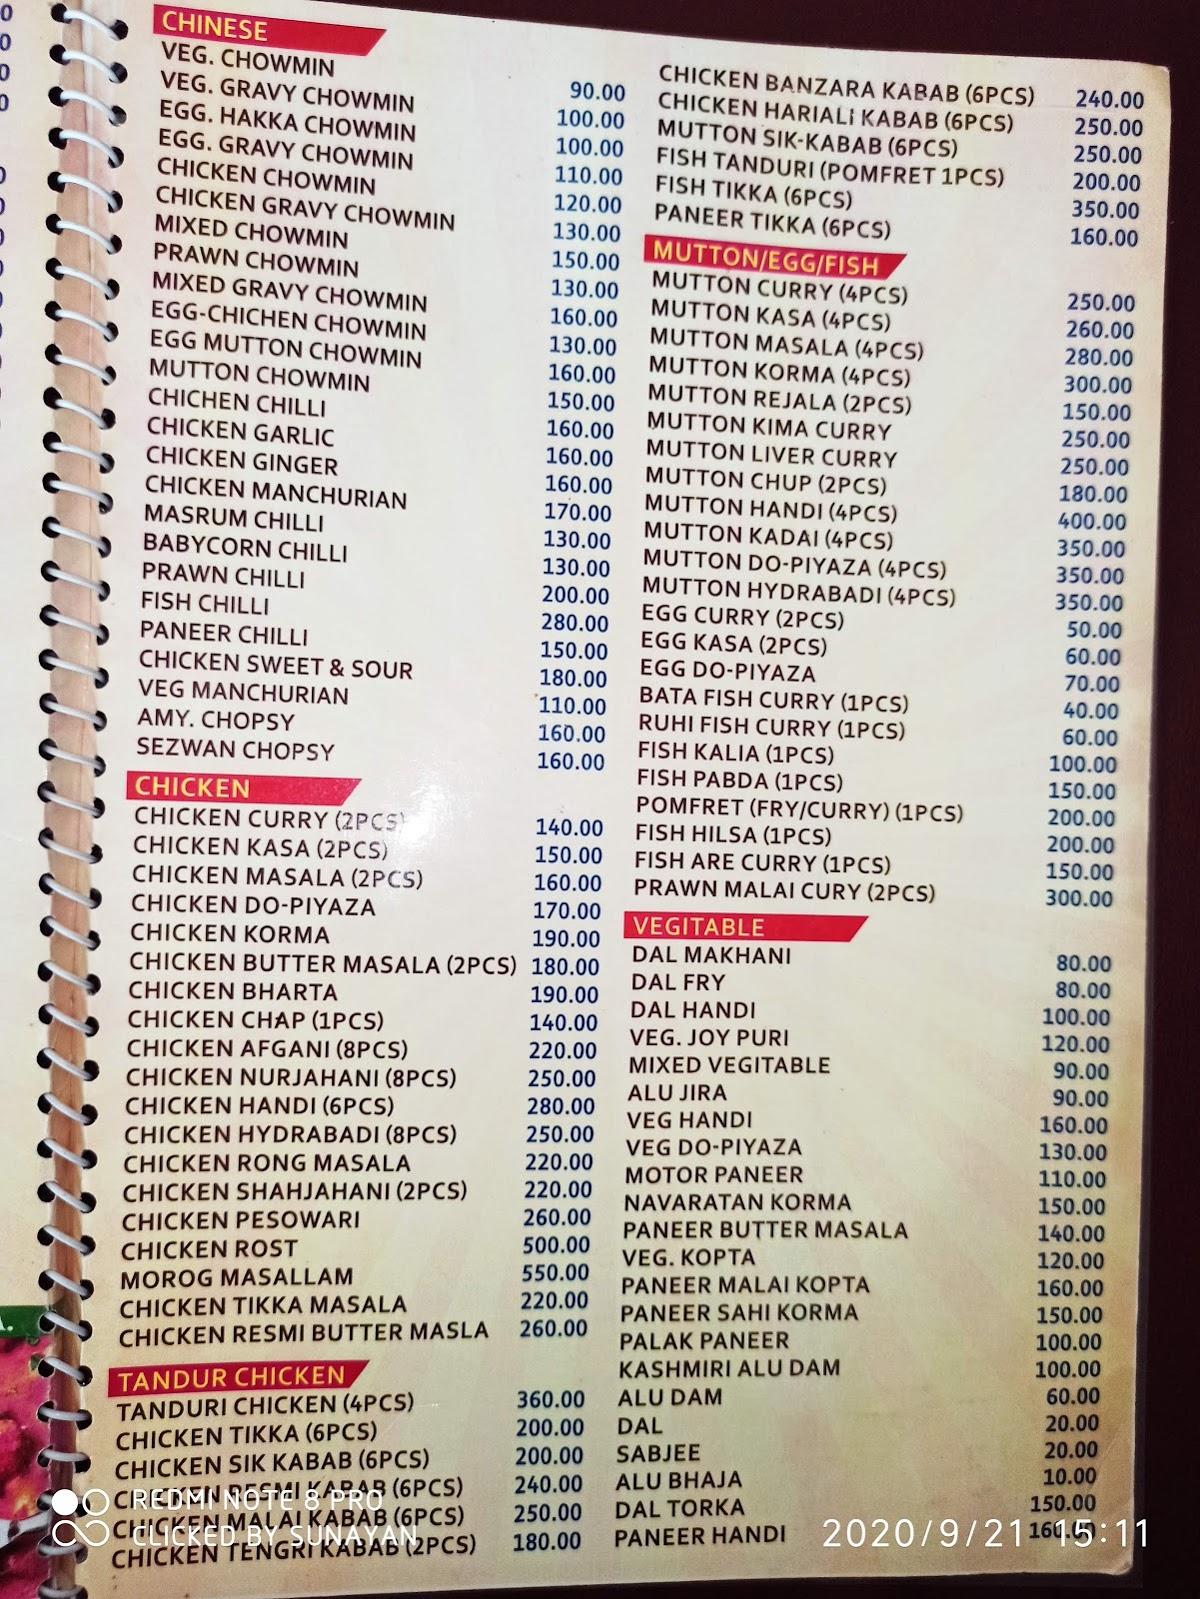 CHINESE
VEG. CHOWMIN 90.00
VEG. GRAVY CHOWMIN 100.00
EGG. HAKKA CHOWMIN 100.00
EGG. GRAVY CHOWMIN 110.00
CHICKEN CHOWMIN 120.00
CHICKEN GRAVY CHOWMIN 130.00
MIXED CHOWMIN 150.00
PRAWN CHOWMIN 130.00
MIXED GRAVY CHOWMIN 160.00
EGG-CHICHEN CHOWMIN 130.00
EGG MUTTON CHOWMIN 160.00
MUTTON CHOWMIN 150.00
CHICHEN CHILLI 160.00
CHICKEN GARLIC 160.00
CHICKEN GINGER 160.00
CHICKEN MANCHURIAN 170.00
MASRUM CHILLI 130.00
BABYCORN CHILLI 130.00
PRAWN CHILLI 200.00
FISH CHILLI 280.00
PANEER CHILLI 150.00
CHICKEN SWEET & SOUR 180.00
VEG MANCHURIAN 110.00
AMY. CHOPSY 160.00
SEZWAN CHOPSY 160.00
CHICKEN
CHICKEN CURRY (2PCS) 140.00
CHICKEN KASA (2PCS) 150.00
CHICKEN MASALA (2PCS) 160.00
CHICKEN DO-PIYAZA 170.00
CHICKEN KORMA 190.00
CHICKEN BUTTER MASALA (2PCS) 180.00
CHICKEN BHARTA 190.00
CHICKEN CHAP (1PCS) 140.00
CHICKEN AFGANI (8PCS) 220.00
CHICKEN NURJAHANI (8PCS) 250.00
CHICKEN HANDI (6PCS) 280.00
CHICKEN HYDRABADI (8PCS) 250.00
CHICKEN RONG MASALA 220.00
CHICKEN SHAHJAHANI (2PCS) 220.00
CHICKEN PESOWARI 260.00
CHICKEN ROST 500.00
MOROG MASALLAM 550.00
CHICKEN TIKKA MASALA 220.00
CHICKEN RESMI BUTTER MASLA 260.00
TANDUR CHICKEN
TANDURI CHICKEN (4PCS) 360.00
CHICKEN TIKKA (6PCS) 200.00
CHICKEN SIK KABAB (6PCS) 200.00
CHICKEN RESMI KABAB (6PCS) 240.00
CHICKEN MALAI KABAB (6PCS) 250.00
CHICKEN TENGRI KABAB (2PCS) 180.00
CHICKEN BANZARA KABAB (6PCS) 240.00
CHICKEN HARIALI KABAB (6PCS) 250.00
MUTTON SIK-KABAB (6PCS) 250.00
FISH TANDURI (POMFRET 1PCS) 200.00
FISH TIKKA (6PCS) 350.00
PANEER TIKKA (6PCS) 160.00
MUTTON/EGG/FISH
MUTTON CURRY (4PCS) 250.00
MUTTON KASA (4PCS) 260.00
MUTTON MASALA (4PCS) 280.00
MUTTON KORMA (4PCS) 300.00
MUTTON REJALA (2PCS) 150.00
MUTTON KIMA CURRY 250.00
MUTTON LIVER CURRY 250.00
MUTTON CHUP (2PCS) 180.00
MUTTON HANDI (4PCS) 400.00
MUTTON KADAI (4PCS) 350.00
MUTTON DO-PIYAZA (4PCS) 350.00
MUTTON HYDRABADI (4PCS) 350.00
EGG CURRY (2PCS) 50.00
EGG KASA (2PCS) 60.00
EGG DO-PIYAZA 70.00
BATA FISH CURRY (1PCS) 40.00
RUHI FISH CURRY (1PCS) 60.00
FISH KALIA (1PCS) 100.00
FISH PABDA (1PCS) 150.00
POMFRET (FRY/CURRY) (1PCS) 200.00
FISH HILSA (1PCS) 200.00
FISH ARE CURRY (1PCS) 150.00
PRAWN MALAI CURY (2PCS) 300.00
VEGITABLE
DAL MAKHANI 80.00
DAL FRY 80.00
DAL HANDI 100.00
VEG. JOY PURI 120.00
MIXED VEGITABLE 90.00
ALU JIRA 90.00
VEG HANDI 160.00
VEG DO-PIYAZA 130.00
MOTOR PANEER 110.00
NAVARATAN KORMA 150.00
PANEER BUTTER MASALA 140.00
VEG. KOPTA 120.00
PANEER MALAI KOPTA 160.00
PANEER SAHI KORMA 150.00
PALAK PANEER 100.00
KASHMIRI ALU DAM 100.00
ALU DAM 60.00
DAL 20.00
SABJEE 20.00
ALU BHAJA 10.00
DAL TORKA 150.00
PANEER HANDI 160.00
REDMI NOTE 8 PRO
CLICKED BY SUNAYAN
2020/9/21 15:11